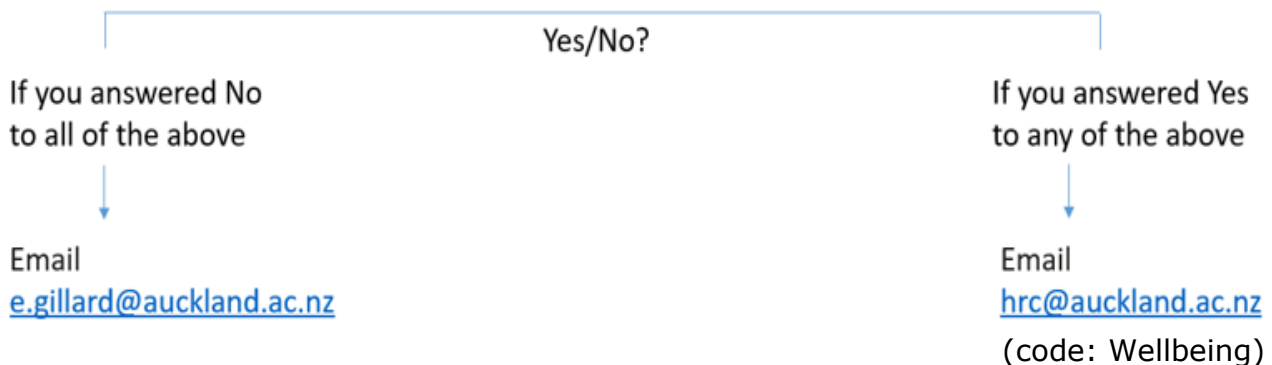 Yes/No?
If you answered No
to all of the above
Email
e.gillard@auckland.ac.nz
If you answered Yes
to any of the above
Email
hrc@auckland.ac.nz
(code: Wellbeing)